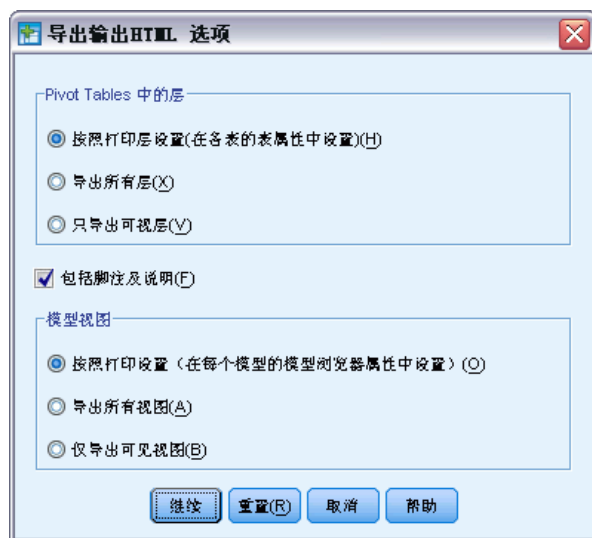 导出输出HTML 选项
Pivot Tables 中的层
按照打印层设置(在各表的表属性中设置)(H)
导出所有层(X)
只导出可视层(V)
包括脚注及说明(F)
模型视图
按照打印设置（在每个模型的模型浏览器属性中设置）(O)
导出所有视图(A)
仅导出可见视图(B)
继续
重置(R)
取消
帮助